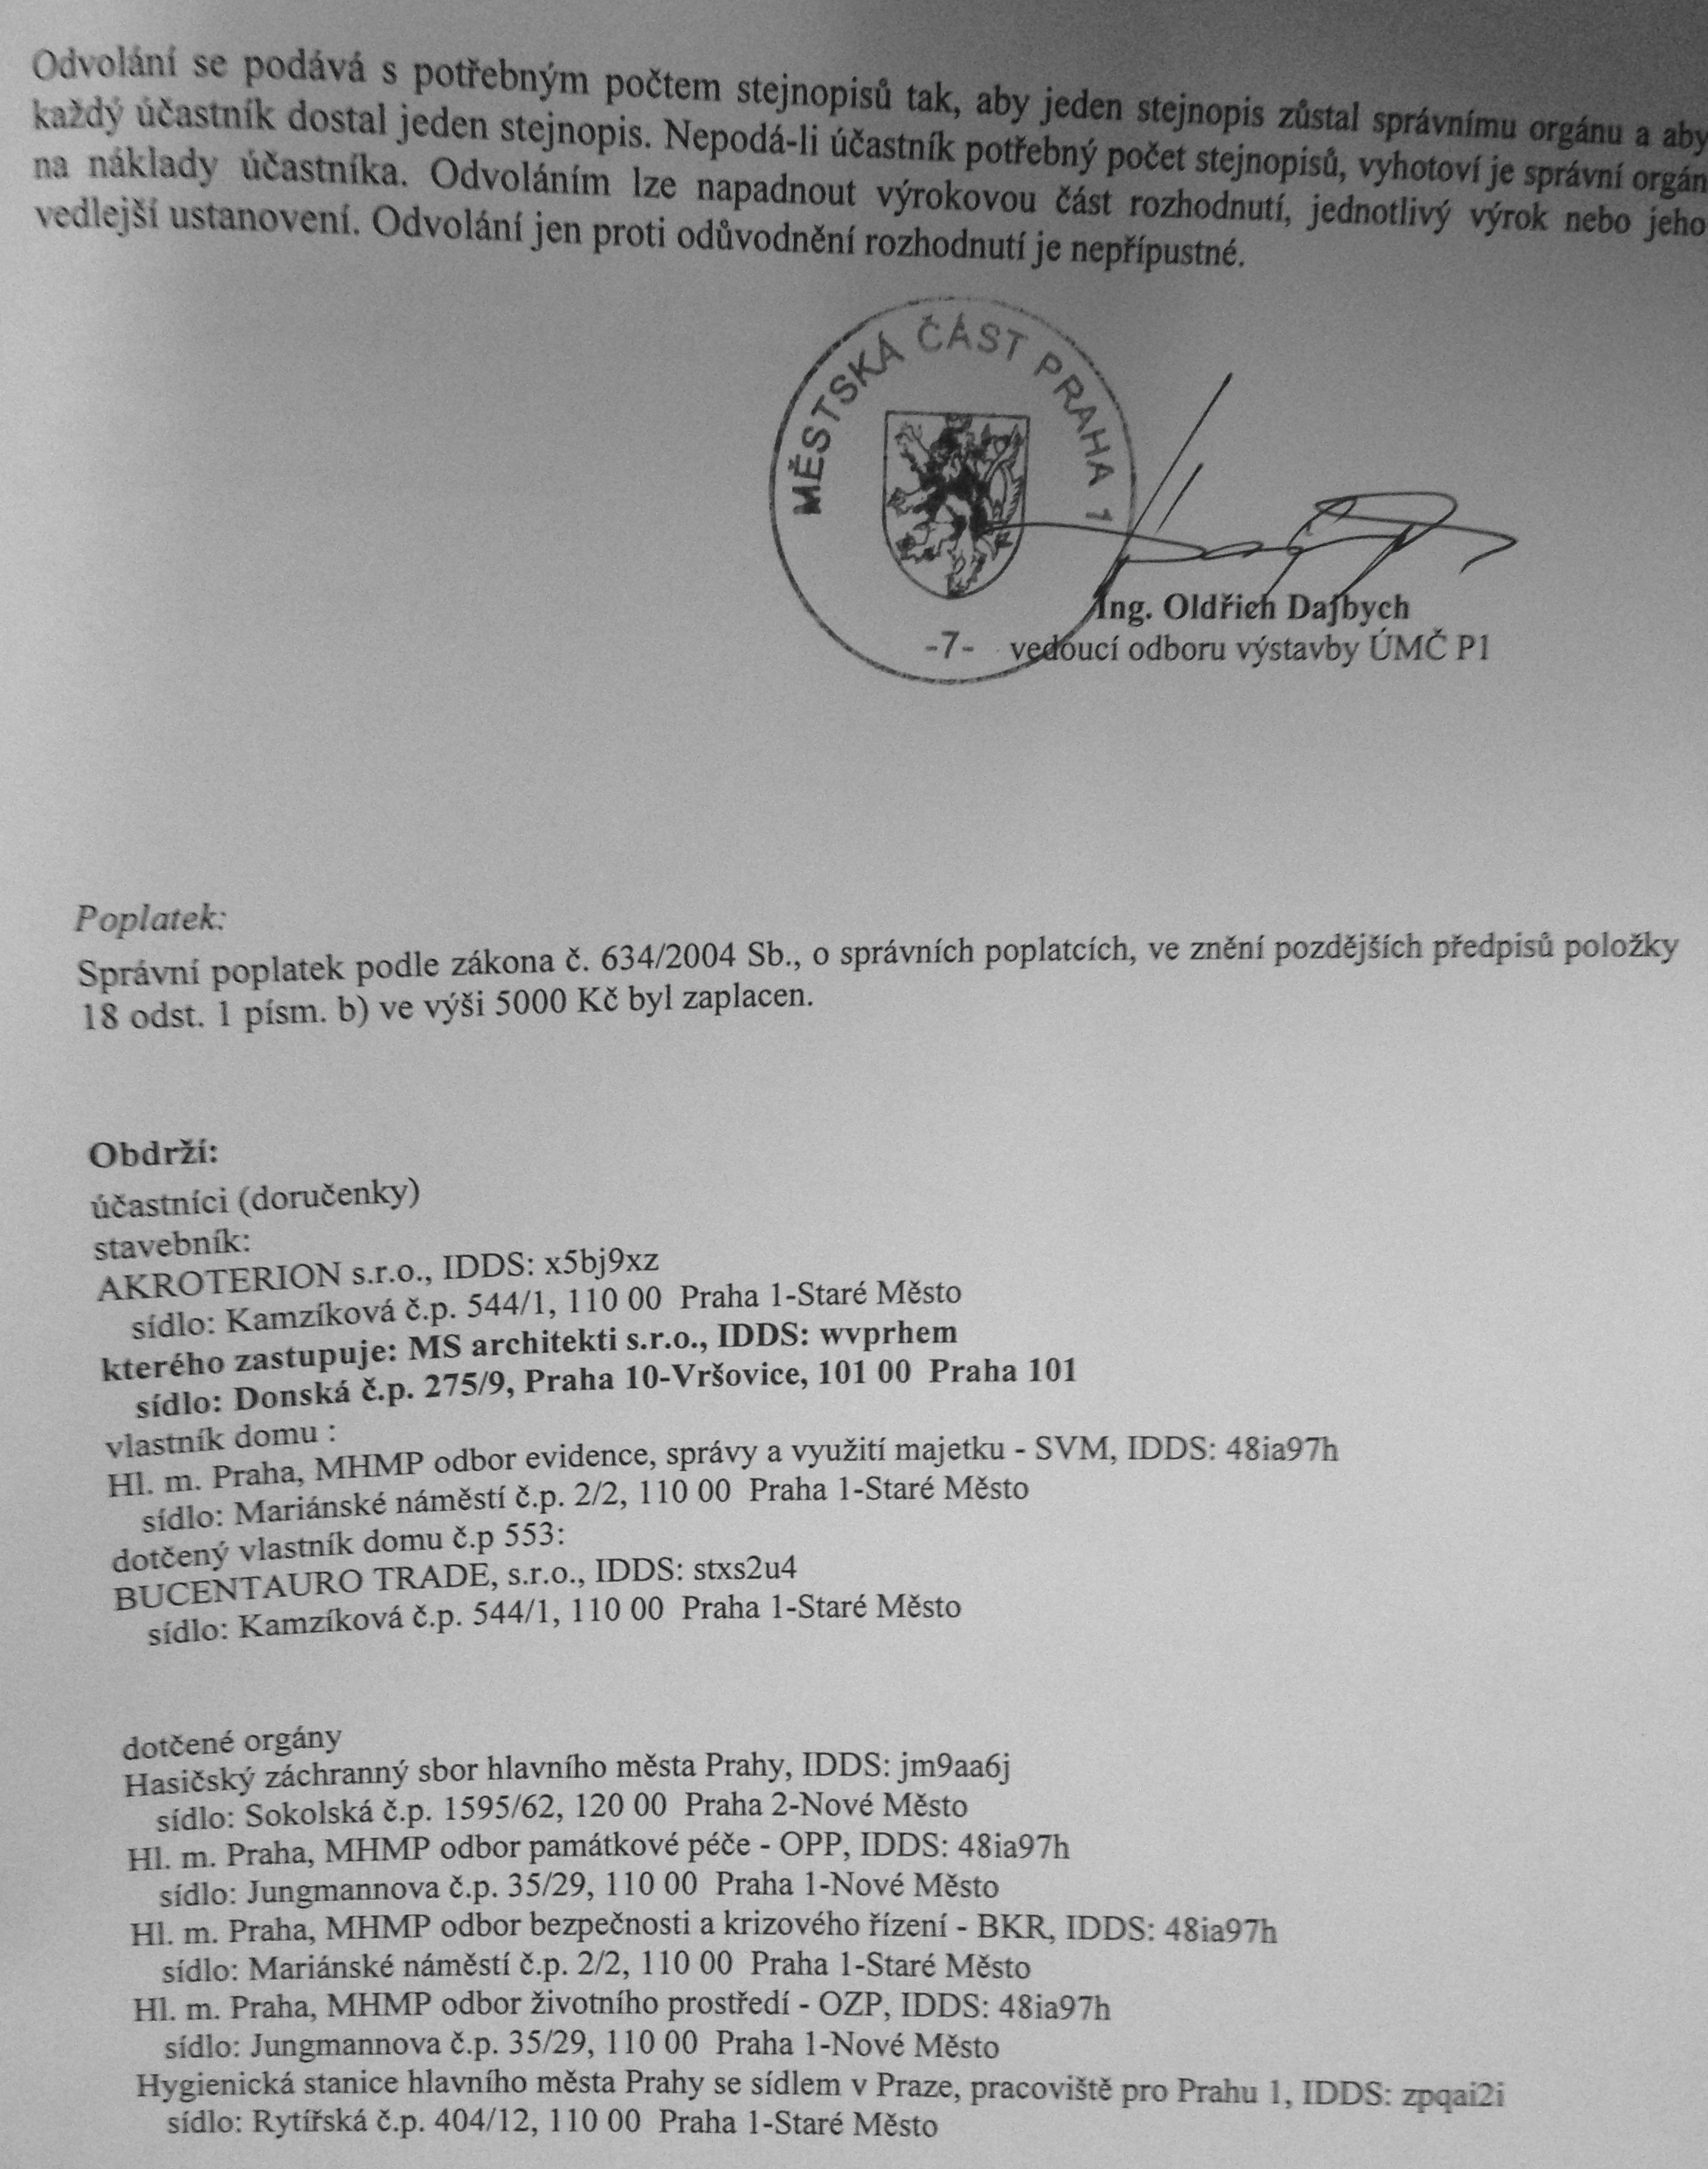 Odvolání se podává s potřebným počtem stejnopisů tak, aby jeden stejnopis zůstal správnímu orgánu a aby
každý účastník dostal jeden stejnopis. Nepodá-li účastník potřebný počet stejnopisů, vyhotoví je správní orgán
na náklady účastníka. Odvoláním lze napadnout výrokovou část rozhodnutí, jednotlivý výrok nebo jeho
vedlejší ustanovení. Odvolání jen proti odůvodnění rozhodnutí je nepřípustné.
MĚSTSKÁ ČÁST PRAHA 1
-7-
Ing. Oldřich Dajbych
vedoucí odboru výstavby ÚMČ P1
Poplatek:
Správní poplatek podle zákona č. 634/2004 Sb., o správních poplatcích, ve znění pozdějších předpisů položky
18 odst. 1 písm. b) ve výši 5000 Kč byl zaplacen.
Obdrží:
účastníci (doručenky)
stavebník:
AKROTERION s.r.o., IDDS: x5bj9xz
sídlo: Kamzíková č.p. 544/1, 110 00 Praha 1-Staré Město
kterého zastupuje: MS architekti s.r.o., IDDS: wvprhem
sídlo: Donská č.p. 275/9, Praha 10-Vršovice, 101 00 Praha 101
vlastník domu :
Hl. m. Praha, MHMP odbor evidence, správy a využití majetku - SVM, IDDS: 48ia97h
sídlo: Mariánské náměstí č.p. 2/2, 110 00 Praha 1-Staré Město
dotčený vlastník domu č.p 553:
BUCENTAURO TRADE, s.r.o., IDDS: stxs2u4
sídlo: Kamzíková č.p. 544/1, 110 00 Praha 1-Staré Město
dotčené orgány
Hasičský záchranný sbor hlavního města Prahy, IDDS: jm9aa6j
sídlo: Sokolská č.p. 1595/62, 120 00 Praha 2-Nové Město
Hl. m. Praha, MHMP odbor památkové péče - OPP, IDDS: 48ia97h
sídlo: Jungmannova č.p. 35/29, 110 00 Praha 1-Nové Město
Hl. m. Praha, MHMP odbor bezpečnosti a krizového řízení - BKR, IDDS: 48ia97h
sídlo: Mariánské náměstí č.p. 2/2, 110 00 Praha 1-Staré Město
Hl. m. Praha, MHMP odbor životního prostředí - OZP, IDDS: 48ia97h
sídlo: Jungmannova č.p. 35/29, 110 00 Praha 1-Nové Město
Hygienická stanice hlavního města Prahy se sídlem v Praze, pracoviště pro Prahu 1, IDDS: zpqai2i
sídlo: Rytířská č.p. 404/12, 110 00 Praha 1-Staré Město